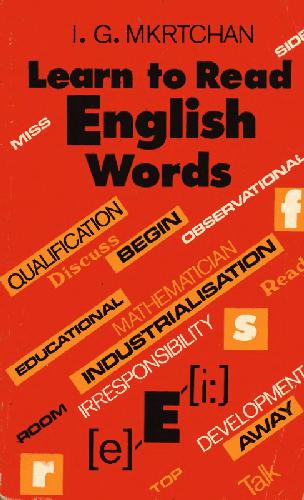 I. G. MKRTCHAN
Learn to Read
English
Words
SIDE
MISS
OBSERVATIONAL
f
QUALIFICATION
Discuss
BEGIN
MATHEMATICIAN
Read
EDUCATIONAL
INDUSTRIALISATION
s
IRRESPONSIBILITY
ROOM
[e]-E-[i:]
DEVELOPMENT
AWAY
r
TOP
Talk